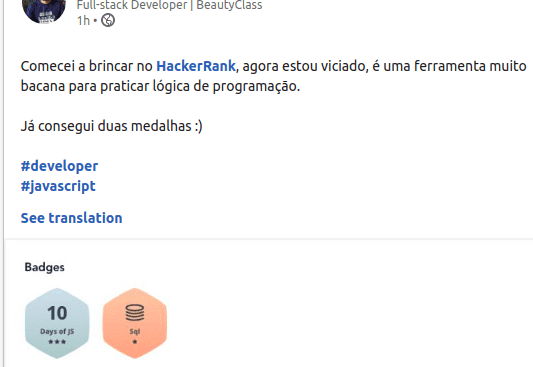 Full-stack Developer | BeautyClass
1h •
Comecei a brincar no HackerRank, agora estou viciado, é uma ferramenta muito
bacana para praticar lógica de programação.
Já consegui duas medalhas :)
#developer
#javascript
See translation
Badges
10
Days of JS
Sql